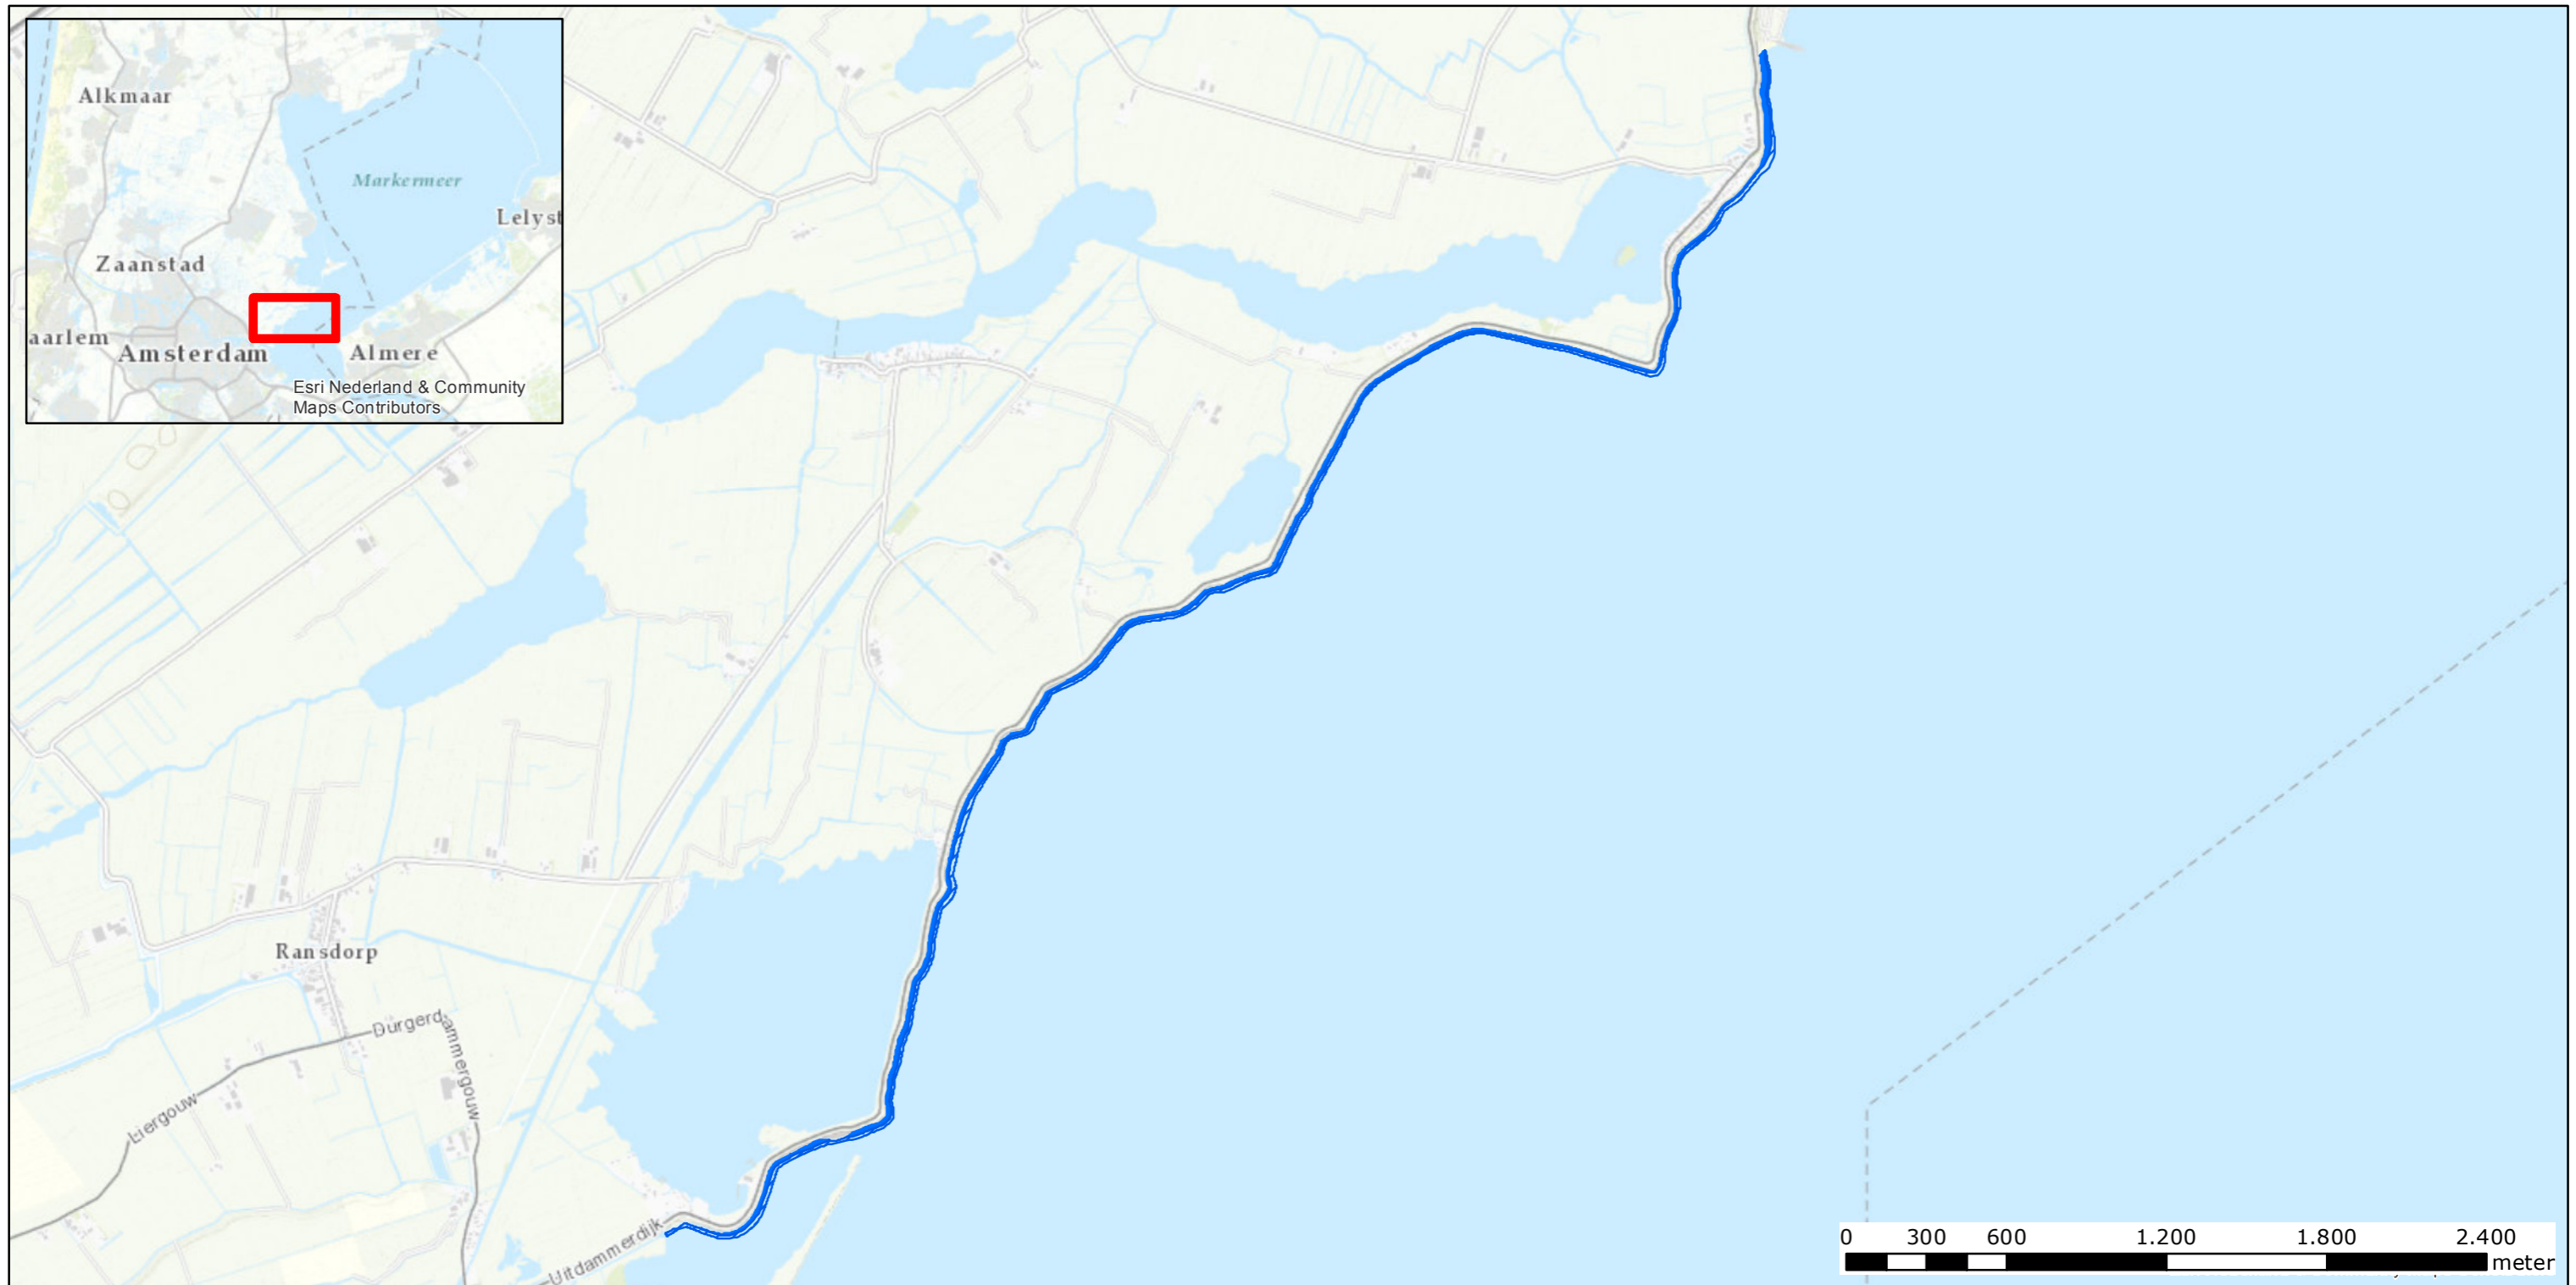 Alkmaar
Markermeer
Lelyst
Zaanstad
aarlem
Amsterdam
Almere
Esri Nederland & Community
Maps Contributors
Ransdorp
Durgerdammergouw
Liergouw
Uitdammerdijk
0 300 600 1.200 1.800 2.400
meter